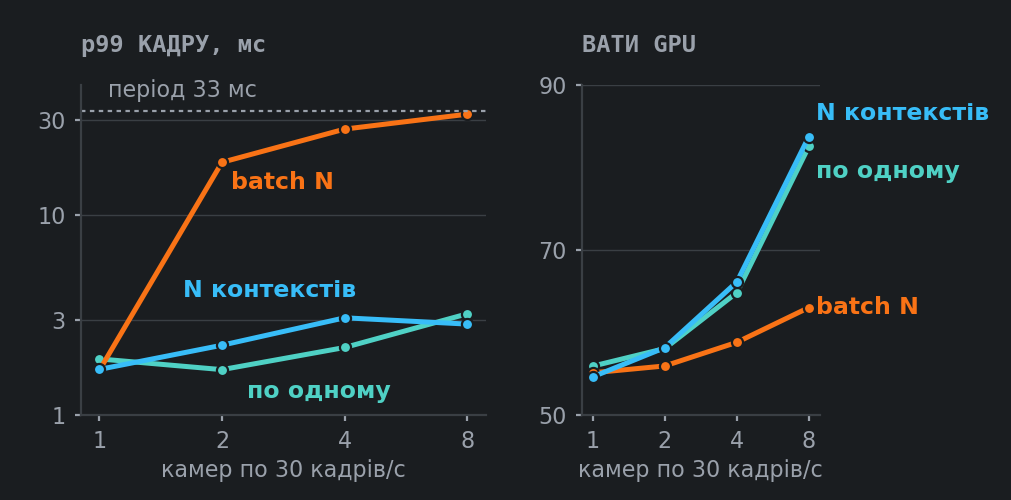 p99 КАДРУ, мс
період 33 мс
30
10
3
1
batch N
N контекстів
по одному
1 2 4 8
камер по 30 кадрів/с
ВАТИ GPU
90
70
50
N контекстів
по одному
batch N
1 2 4 8
камер по 30 кадрів/с